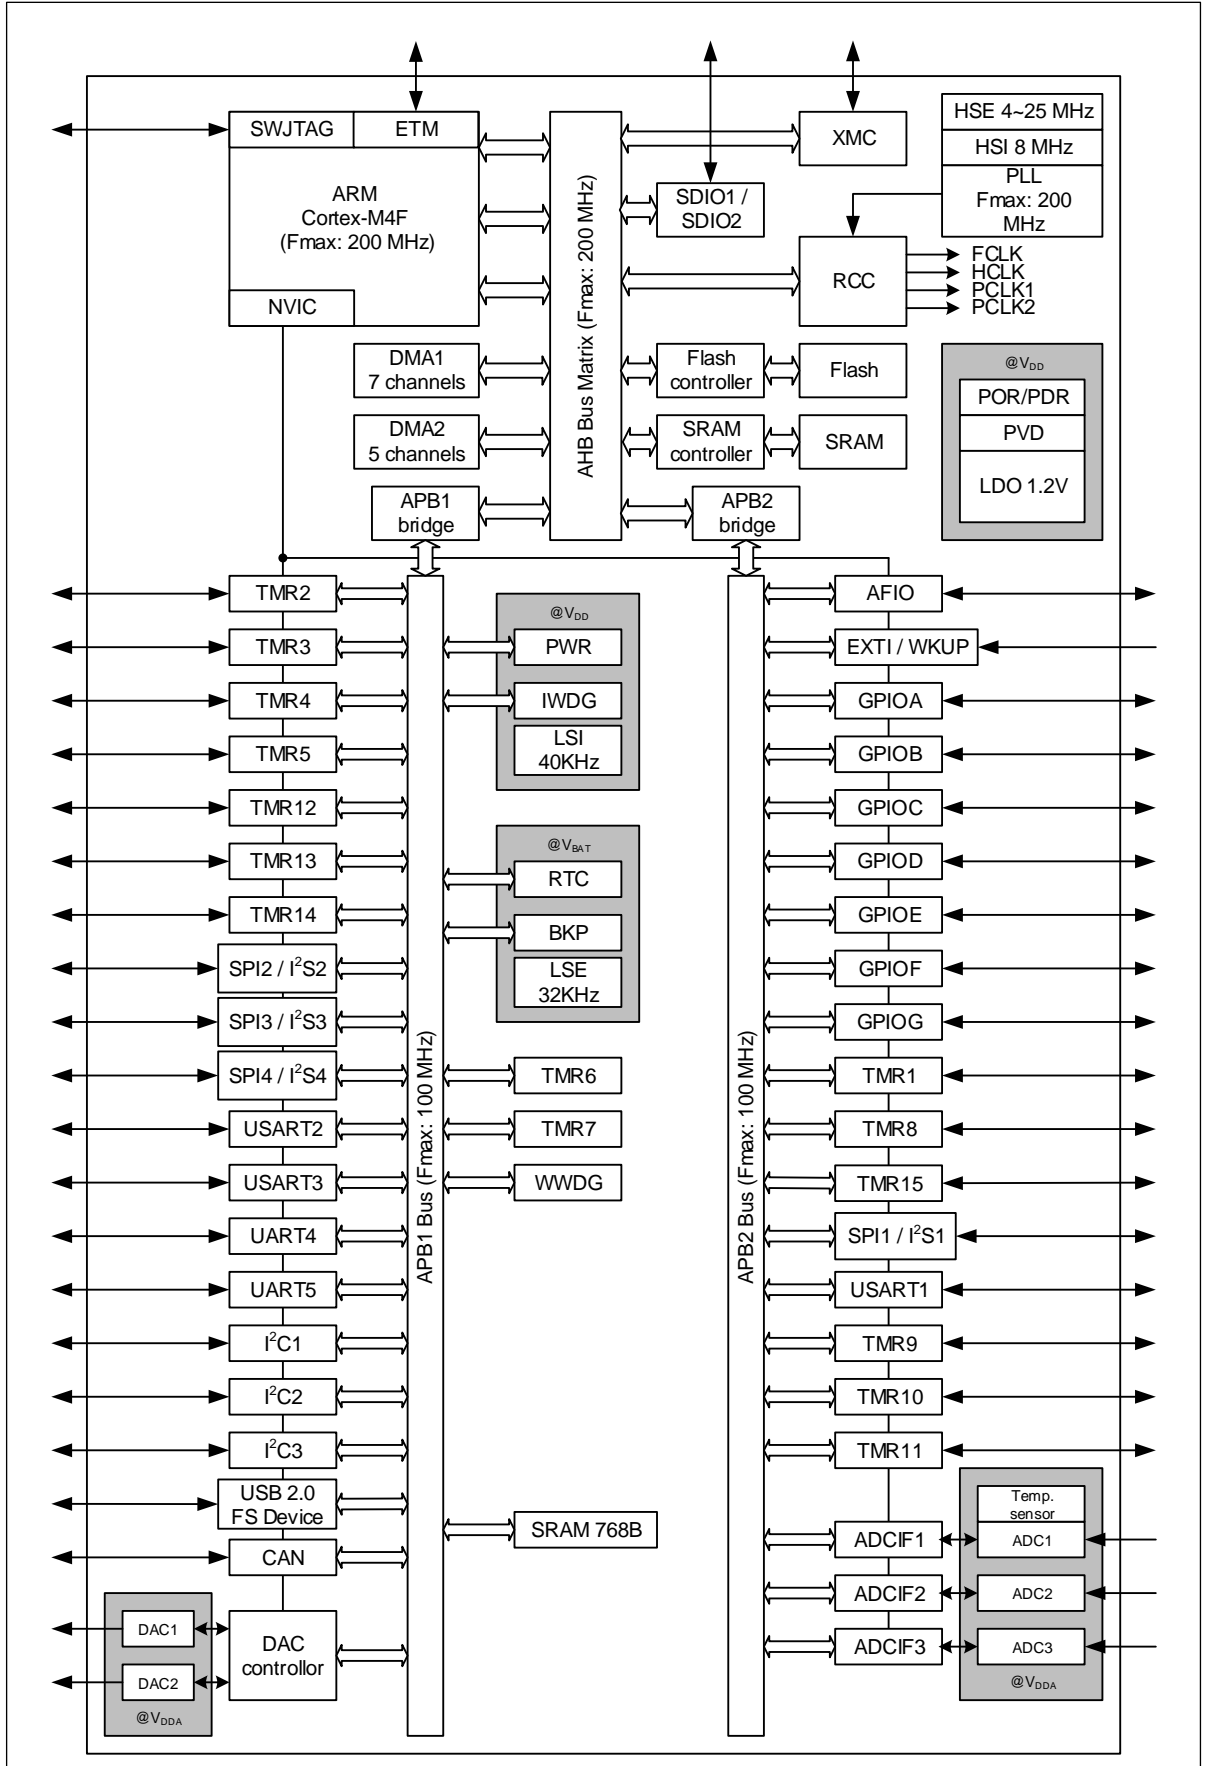 SWJTAG
ETM
ARM
Cortex-M4F
(Fmax: 200 MHz)
NVIC
AHB Bus Matrix (Fmax: 200 MHz)
XMC
SDIO1 /
SDIO2
HSE 4~25 MHz
HSI 8 MHz
PLL
Fmax: 200
MHz
RCC
FCLK
HCLK
PCLK1
PCLK2
DMA1
7 channels
Flash
controller
Flash
DMA2
5 channels
SRAM
controller
SRAM
@VDD
POR/PDR
PVD
LDO 1.2V
APB1
bridge
APB2
bridge
TMR2
TMR3
TMR4
TMR5
TMR12
TMR13
TMR14
SPI2 / I²S2
SPI3 / I²S3
SPI4 / I²S4
USART2
USART3
UART4
UART5
I²C1
I²C2
I²C3
USB 2.0
FS Device
CAN
DAC1
DAC2
@VDDA
DAC
controllor
APB1 Bus (Fmax: 100 MHz)
@VDD
PWR
IWDG
LSI
40KHz
@VBAT
RTC
BKP
LSE
32KHz
TMR6
TMR7
WWDG
SRAM 768B
APB2 Bus (Fmax: 100 MHz)
AFIO
EXTI / WKUP
GPIOA
GPIOB
GPIOC
GPIOD
GPIOE
GPIOF
GPIOG
TMR1
TMR8
TMR15
SPI1 / I²S1
USART1
TMR9
TMR10
TMR11
ADCIF1
ADCIF2
ADCIF3
Temp.
sensor
ADC1
ADC2
ADC3
@VDDA